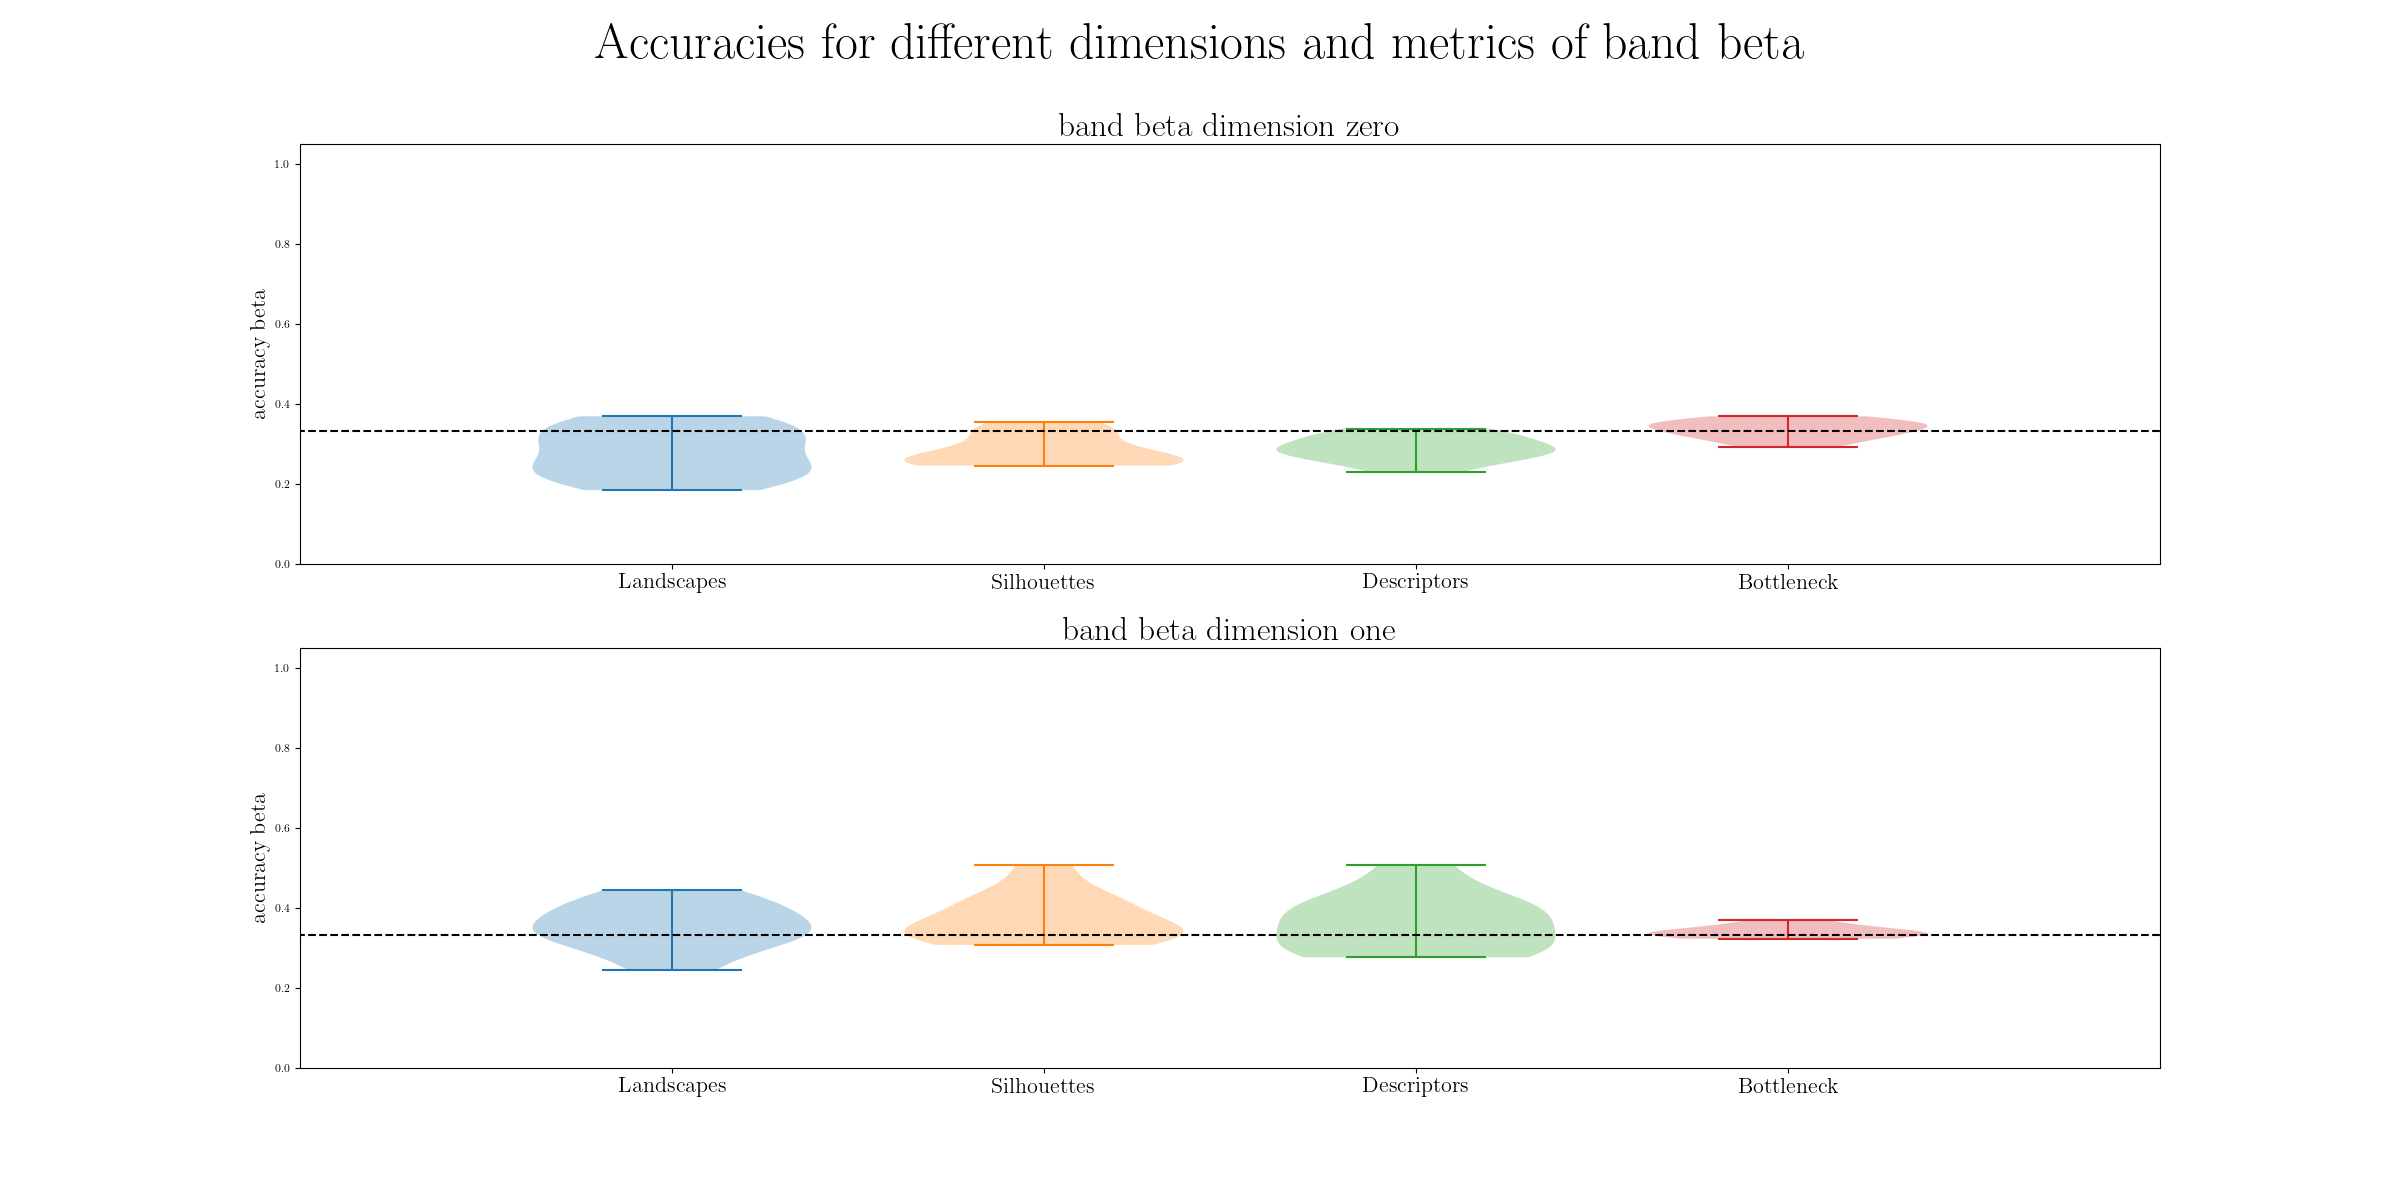 Accuracies for different dimensions and metrics of band beta
band beta dimension zero
1.0
0.8
0.6
0.4
0.2
0.0
accuracy beta
Landscapes Silhouettes Descriptors Bottleneck
band beta dimension one
1.0
0.8
0.6
0.4
0.2
0.0
accuracy beta
Landscapes Silhouettes Descriptors Bottleneck